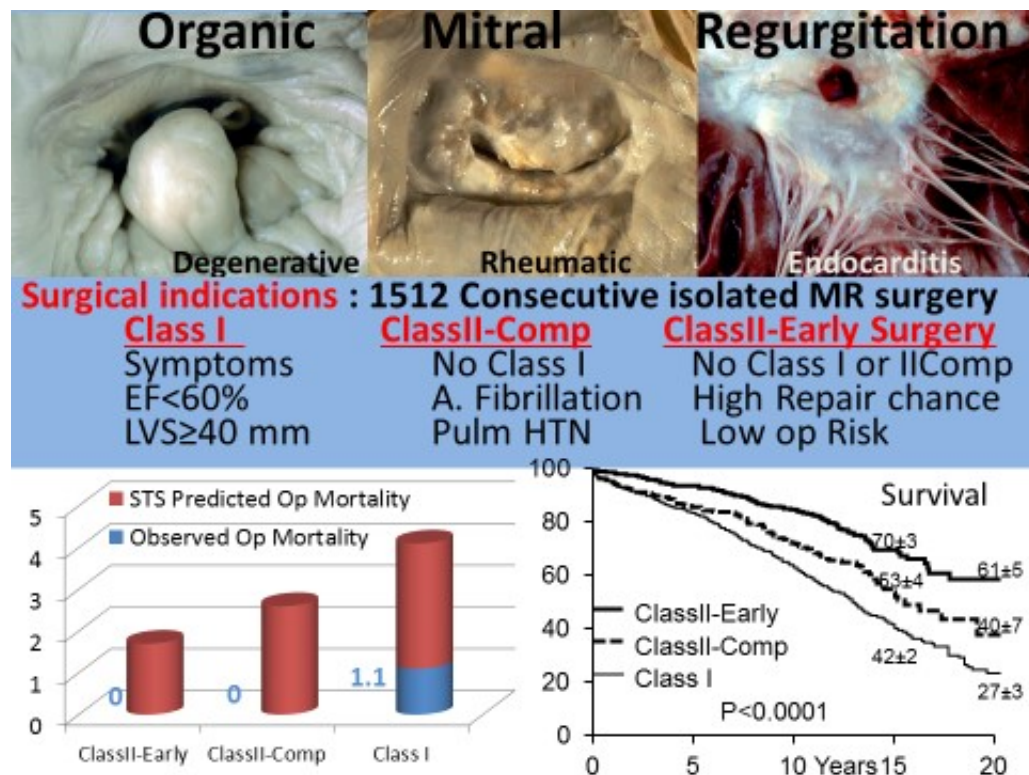 Organic Mitral Regurgitation
Degenerative Rheumatic Endocarditis
Surgical indications : 1512 Consecutive isolated MR surgery
Class I ClassII-Comp ClassII-Early Surgery
Symptoms No Class I No Class I or IIComp
EF<60% A. Fibrillation High Repair chance
LVS≥40 mm Pulm HTN Low op Risk
STS Predicted Op Mortality
Observed Op Mortality
5
4
3
2
1
0
0 0 1.1
ClassII-Early ClassII-Comp Class I
100
80
60
40
20
0
Survival
70±3
61±5
53±4
40±7
42±2
27±3
ClassII-Early
ClassII-Comp
Class I
P<0.0001
0 5 10 Years 15 20